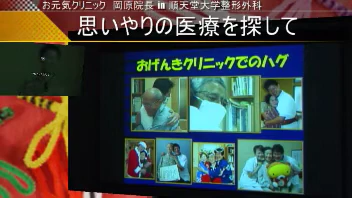 お元気クリニック 岡原院長 in 順天堂大学整形外科
思いやりの医療を探して
おげんきクリニックでのハグ